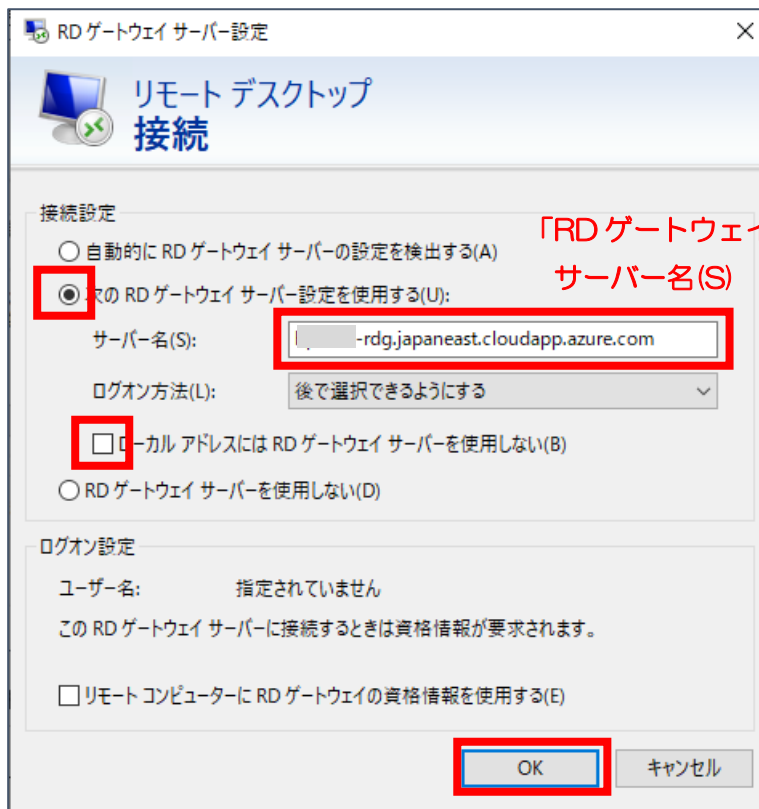 RD ゲートウェイ サーバー設定
リモート デスクトップ
接続
接続設定
「RD ゲートウェイ
サーバー名(S)
自動的に RD ゲートウェイ サーバーの設定を検出する(A)
次の RD ゲートウェイ サーバー設定を使用する(U):
サーバー名(S):
-rdg.japaneast.cloudapp.azure.com
ログオン方法(L):
後で選択できるようにする
ローカル アドレスには RD ゲートウェイ サーバーを使用しない(B)
RD ゲートウェイ サーバーを使用しない(D)
ログオン設定
ユーザー名: 指定されていません
この RD ゲートウェイ サーバーに接続するときは資格情報が要求されます。
リモート コンピューターに RD ゲートウェイの資格情報を使用する(E)
OK
キャンセル